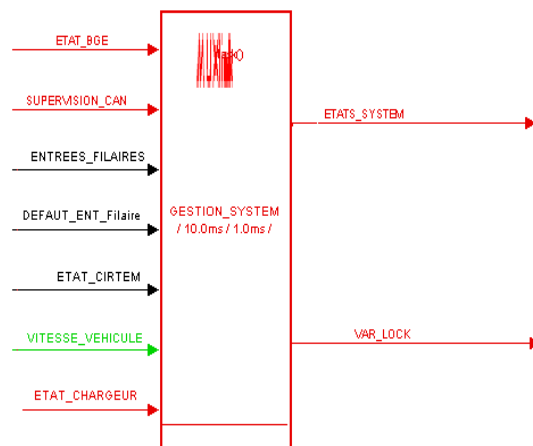 ETAT_BGE
SUPERVISION_CAN
ETATS_SYSTEM
ENTREES_FILAIRES
DEFAUT_ENT_Filaire
GESTION_SYSTEM
/ 10.0ms / 1.0ms /
ETAT_CIRTEM
VITESSE_VEHICULE
VAR_LOCK
ETAT_CHARGEUR